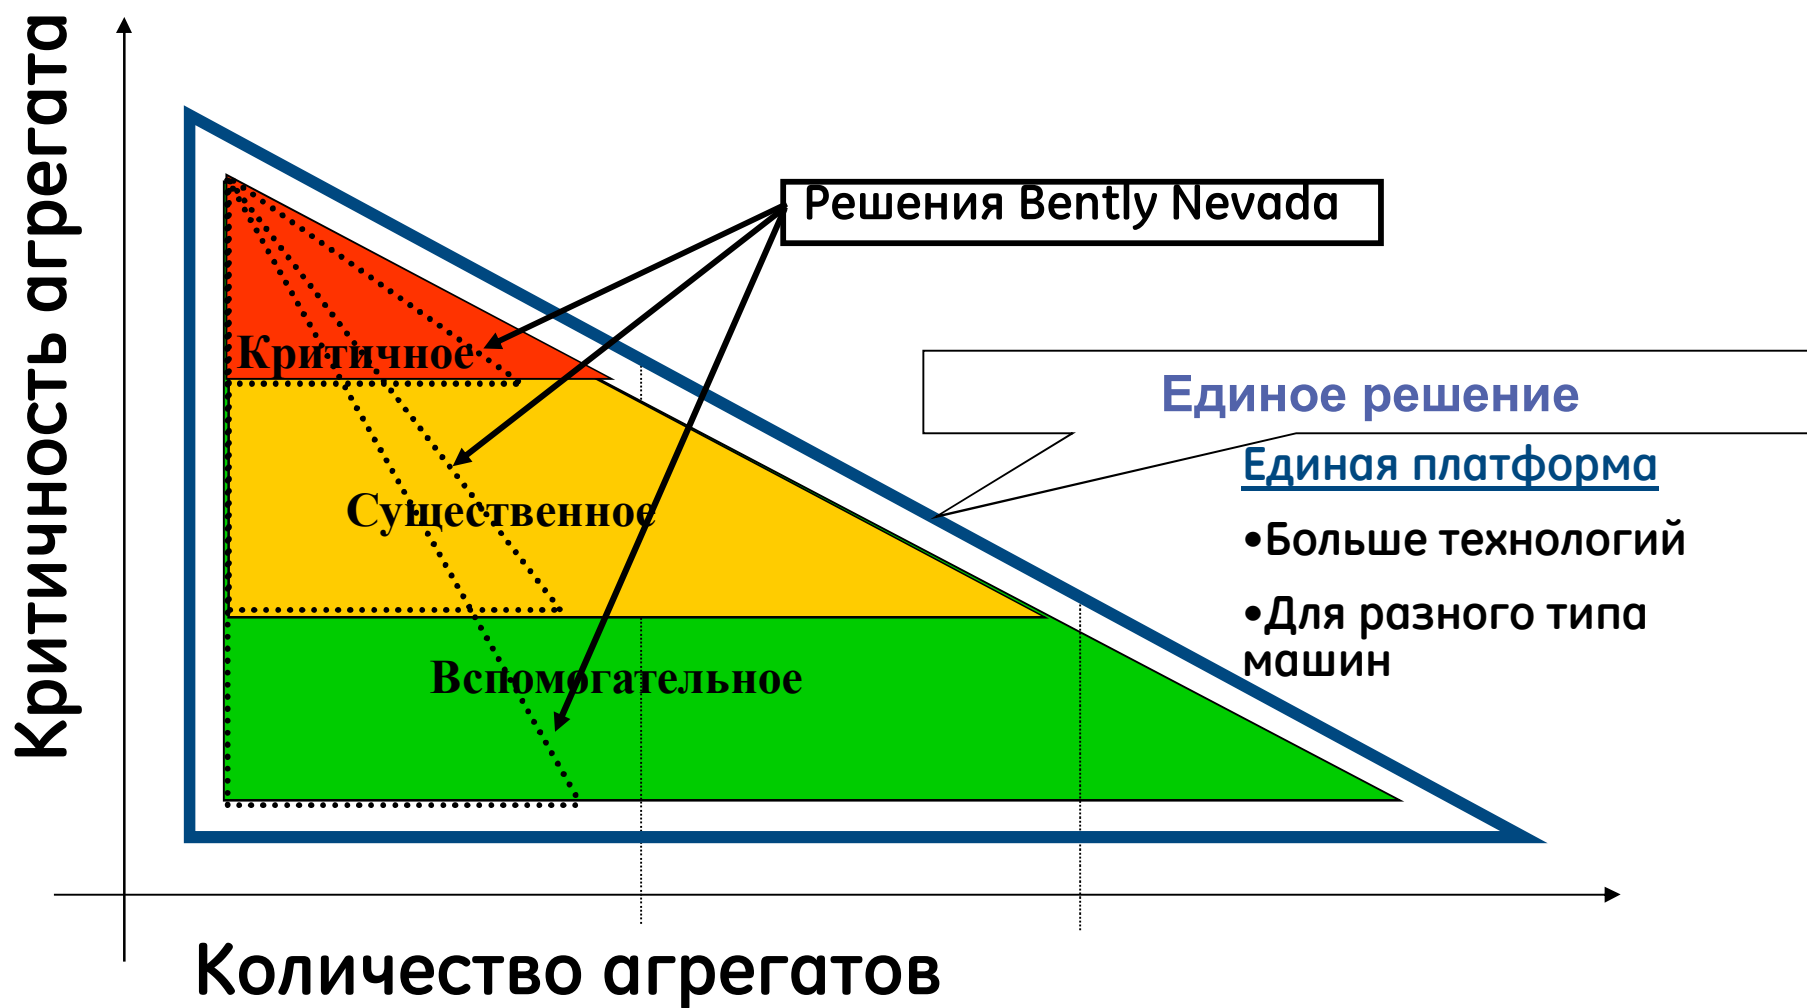 Критичность агрегата
Решения Bently Nevada
Критичное
Единое решение
Единая платформа
Существенное
•Больше технологий
•Для разного типа
машин
Вспомогательное
Количество агрегатов